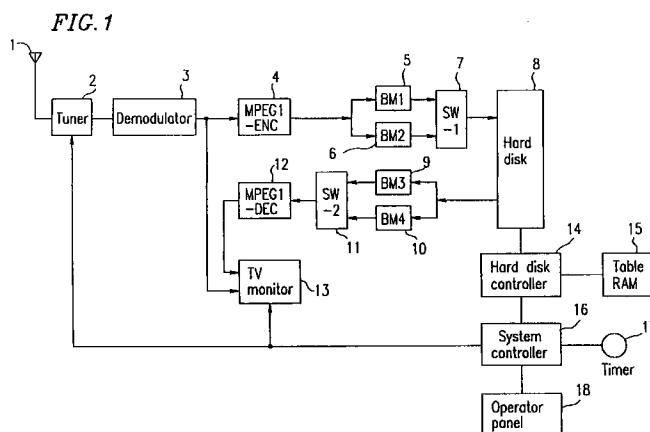 FIG. 1
1
2
3
4
5
7
8
Tuner
Demodulator
MPEG1
-ENC
BM1
BM2
SW
-1
Hard
disk
6
9
12
MPEG1
-DEC
SW
-2
BM3
BM4
11
10
14
15
TV
monitor
13
Hard disk
controller
Table
RAM
16
System
controller
Timer
18
Operator
panel